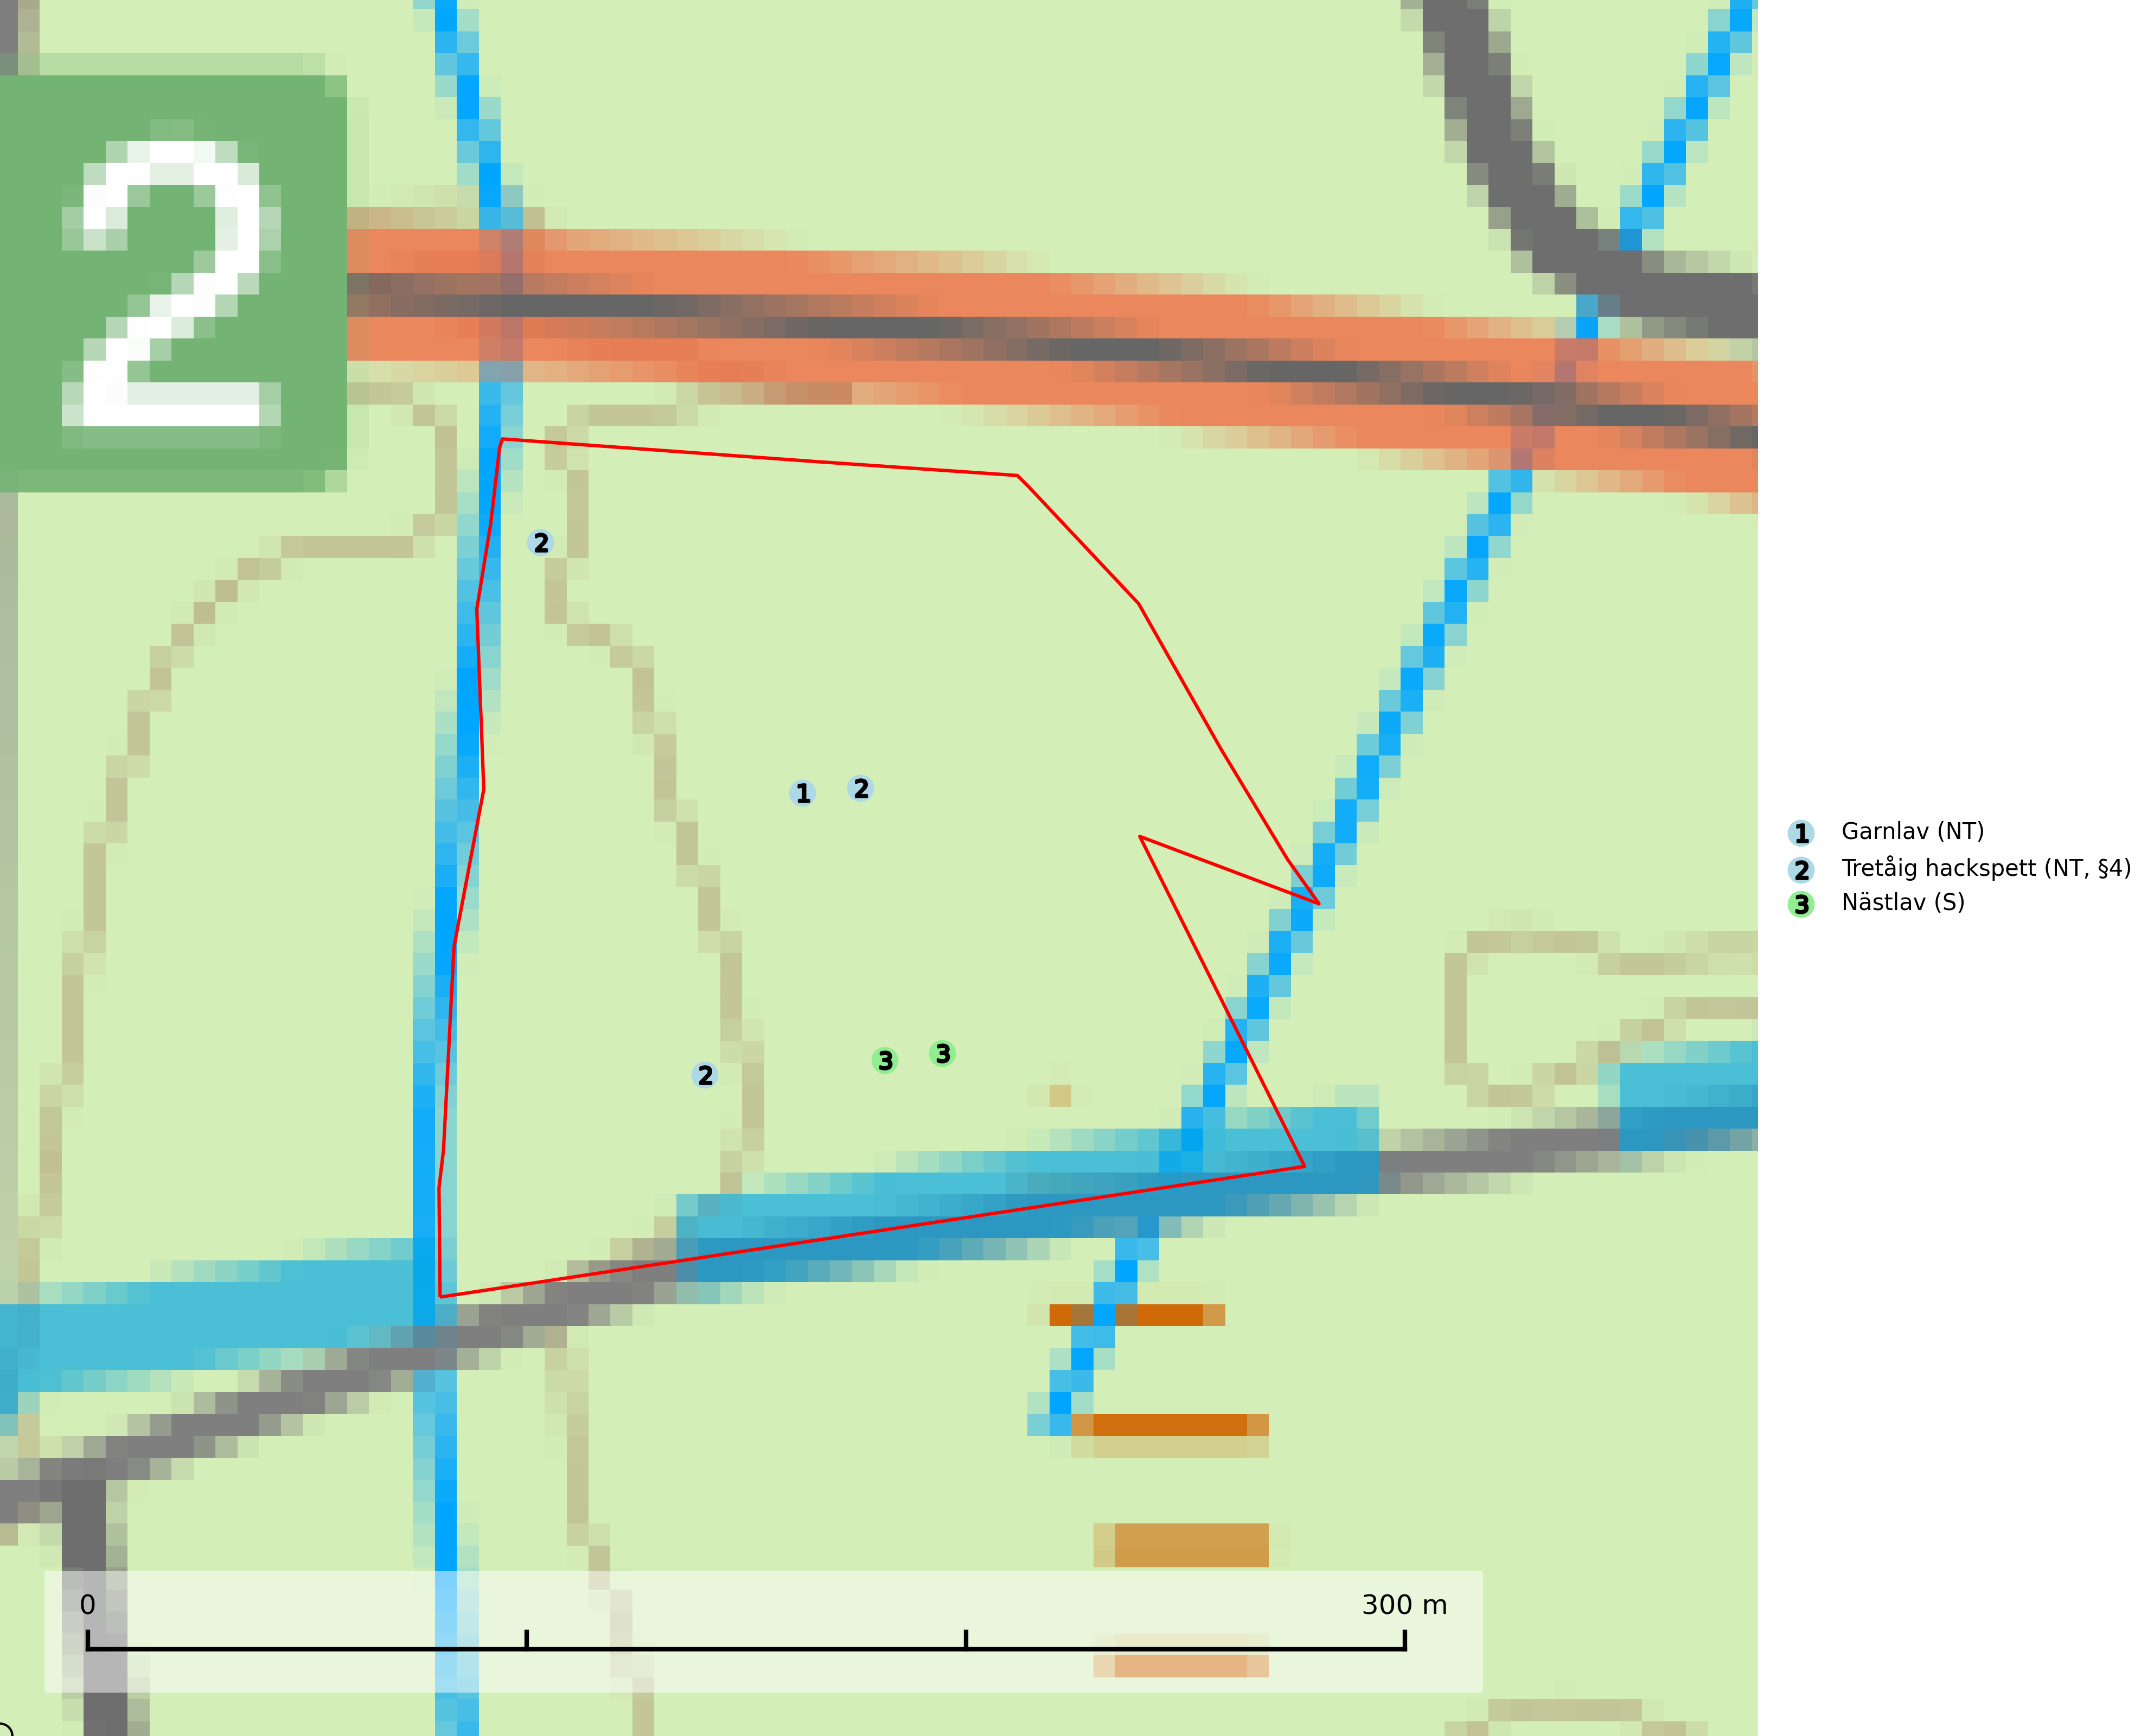 2
2
1 2
1 Garnlav (NT)
2 Tretåig hackspett (NT, §4)
3 Nästlav (S)
3 3
2
0 300 m